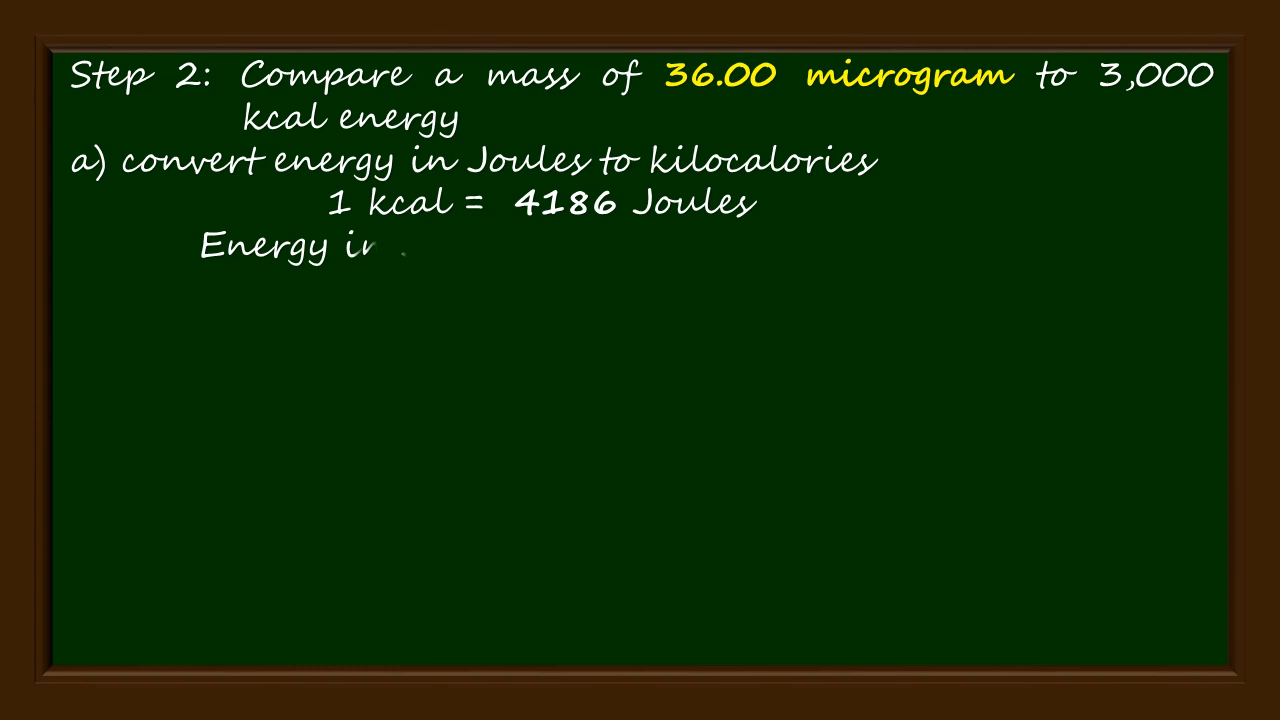 Step 2: Compare a mass of 36.00 microgram to 3,000
kcal energy
a) convert energy in Joules to kilocalories
1 kcal = 4186 Joules
Energy in